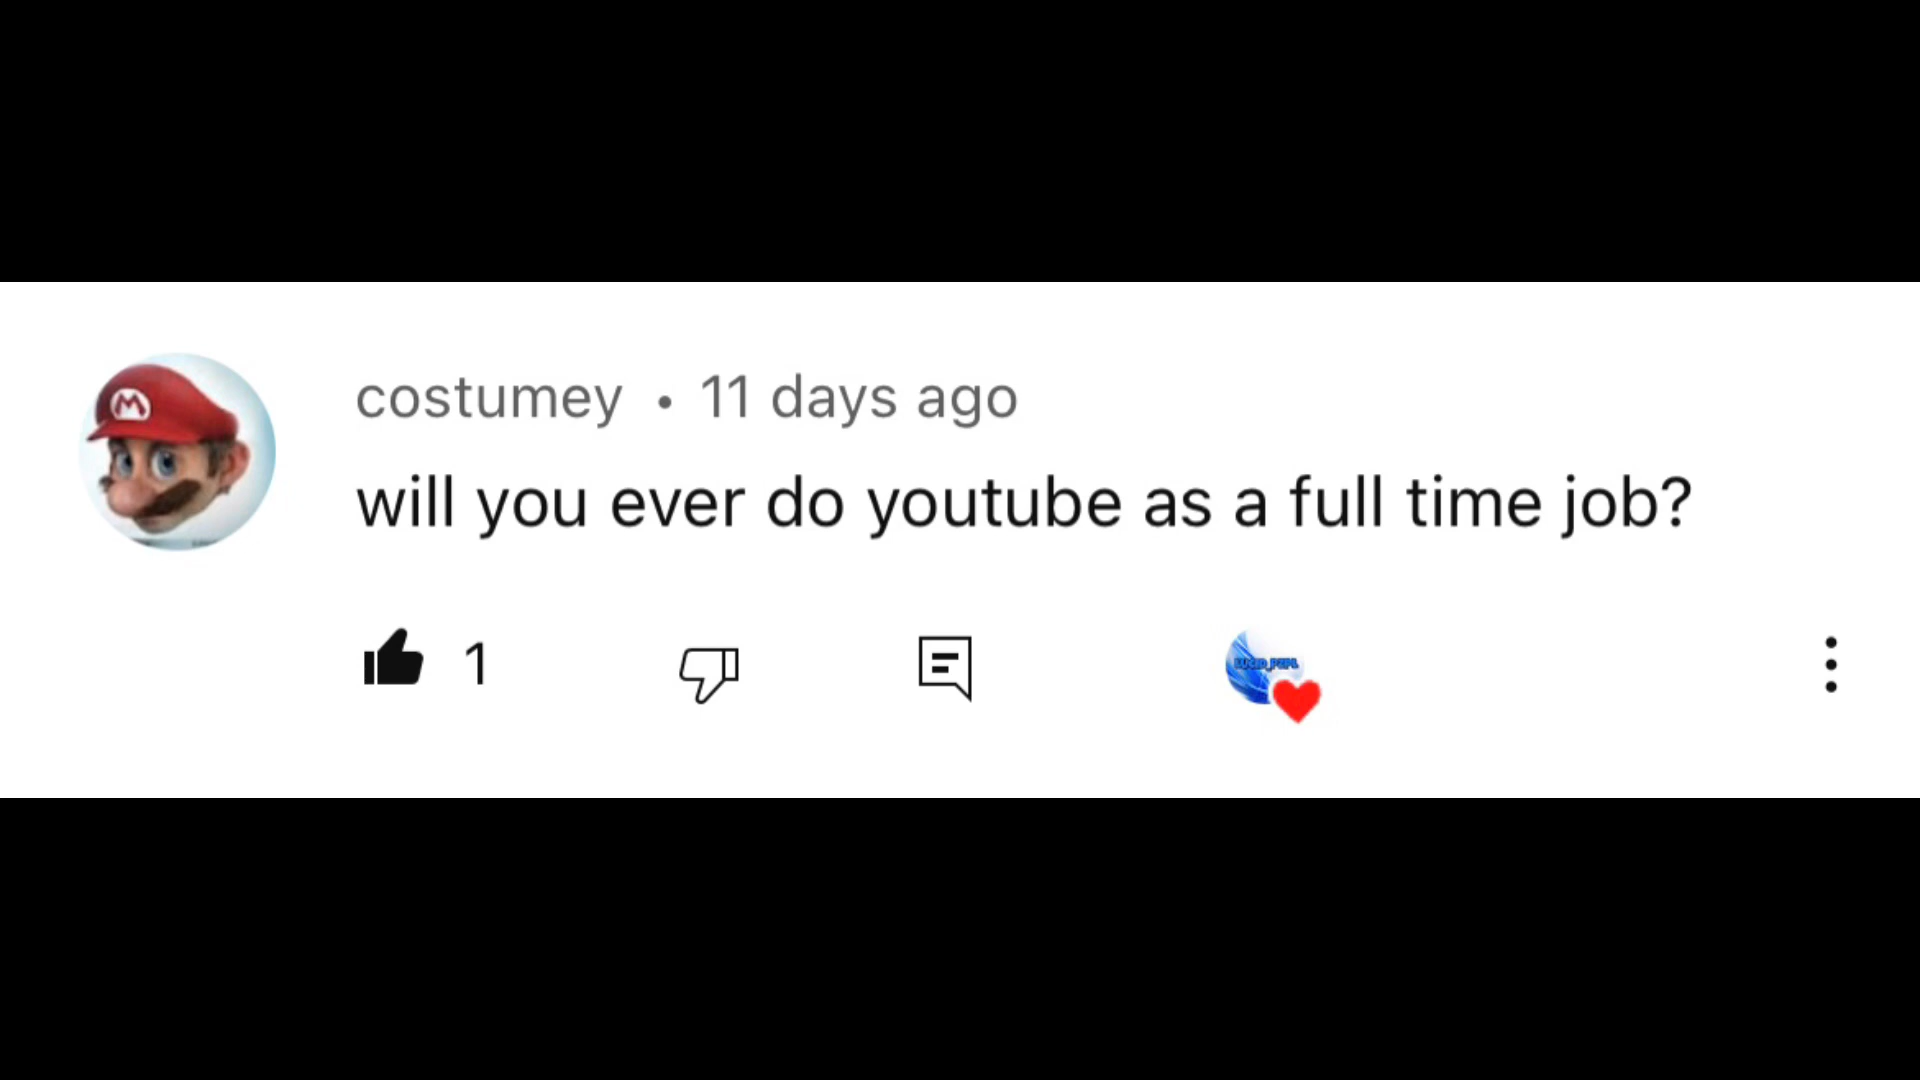 costumey • 11 days ago
will you ever do youtube as a full time job?
1